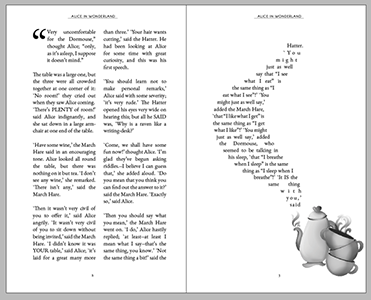 ALICE IN WONDERLAND
“Very uncomfortable
for the Dormouse,”
thought Alice; “only,
as it’s asleep, I suppose
it doesn’t mind.”
The table was a large one, but
the three were all crowded
together at one corner of it:
‘No room!’ they cried out
when they saw Alice coming.
‘There’s PLENTY of room!’
said Alice indignantly, and
she sat down in a large arm-
chair at one end of the table.
‘Have some wine,’ the March
Hare said in an encouraging
tone. Alice looked all round
the table, but there was
nothing on it but tea. ‘I don’t
see any wine,’ she remarked.
‘There isn’t any,’ said the
March Hare.
‘Then it wasn’t very civil of
you to offer it,’ said Alice
angrily. ‘It wasn’t very civil
of you to sit down without
being invited,’ said the March
Hare. ‘I didn’t know it was
YOUR table,’ said Alice; ‘it’s
laid for a great many more
than three.’ ‘Your hair wants
cutting,’ said the Hatter. He
had been looking at Alice
for some time with great
curiosity, and this was his
first speech.
‘You should learn not to
make personal remarks,’
Alice said with some severity;
‘it’s very rude.’ The Hatter
opened his eyes very wide on
hearing this; but all he SAID
was, ‘Why is a raven like a
writing-desk?’
‘Come, we shall have some
fun now!’ thought Alice. ‘I’m
glad they’ve begun asking
riddles.—I believe I can guess
that,’ she added aloud. ‘Do
you mean that you think you
can find out the answer to it?’
said the March Hare. ‘Exactly
so,’ said Alice.
‘Then you should say what
you mean,’ the March Hare
went on. ‘I do,’ Alice hastily
replied; ‘at least–at least I
mean what I say–that’s the
same thing, you know.’ ‘Not
the same thing a bit!’ said the
4
ALICE IN WONDERLAND
Hatter.
‘You
might
just as well
say that “I see
what I eat” is
the same thing as “I
eat what I see”!’ ‘You
might just as well say,’
added the March Hare,
‘that “I like what I get” is
the same thing as “I get
what I like”!’ ‘You might
just as well say,’ added
the Dormouse, who
seemed to be talking in
his sleep, ‘that “I breathe
when I sleep” is the same
thing as “I sleep when I
breathe”!’ ‘It IS the
same thing
with
you,’
said
5